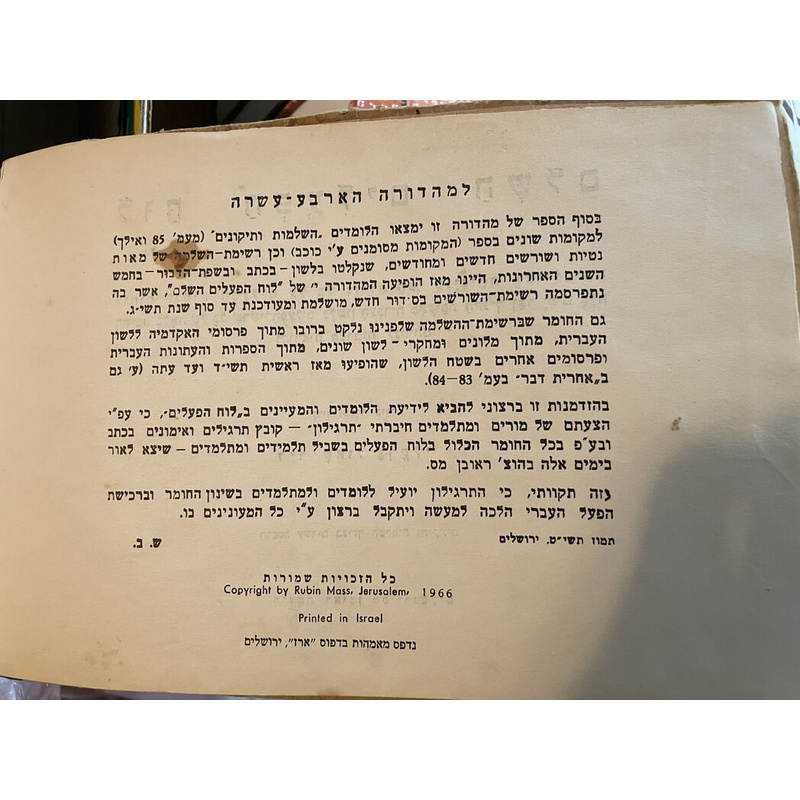 למהדורה הארבע־עשרה
בסוף הספר של מהדורה זו ימצאו הלומדים „השלמות ותיקונים" (מעמ' 85 ואילך)
למקומות שונים בספר (המקומות מסומנים ע"י כוכב) וכן רשימת־השלמה של מאות
נטיות ושורשים חדשים ומחודשים, שנקלטו בלשון–בכתב ובשפת־הדבור–בחמש
השנים האחרונות, היינו מאז הופיעה המהדורה י' של "לוח הפעלים השלם", אשר בה
נתפרסמה רשימת־השורשים בסידור חדש, מושלמת ומעודכנת עד סוף שנת תשי"ג.
גם החומר שברשימת־ההשלמה שלפנינו נלקט ברובו מתוך פרסומי האקדמיה ללשון
העברית, מתוך מלונים ומחקרי–לשון שונים, מתוך הספרות והעתונות העברית
ופרסומים אחרים בשטח הלשון, שהופיעו מאז ראשית תשי"ד ועד עתה (ע' גם
ב„אחרית דבר" בעמ' 83–84).
בהזדמנות זו ברצוני להביא לידיעת הלומדים והמעיינים ב„לוח הפעלים", כי עפ"י
הצעתם של מורים ומתלמדים חיברתי "תרגילון" – קובץ תרגילים ואימונים בכתב
ובע"פ בכל החומר הכלול בלוח הפעלים בשביל תלמידים ומתלמדים – שיצא לאור
בימים אלה בהוצ' ראובן מס.
עזה תקוותי, כי התרגילון יועיל ללומדים ולמתלמדים בשינון החומר וברכישת
הפעל העברי הלכה למעשה ויתקבל ברצון ע"י כל המעונינים בו.
תמוז תשי"ט, ירושלים ש. ב.
כל הזכויות שמורות
Copyright by Rubin Mass, Jerusalem, 1966
Printed in Israel
נדפס מאמהות בדפוס "ארז", ירושלים